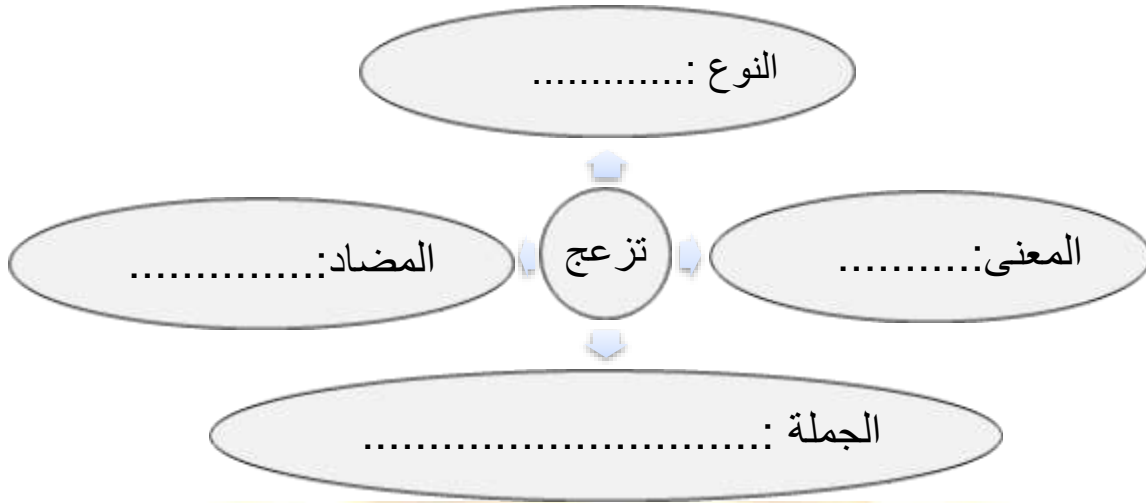 النوع :.............
المعنى:...........
تزعج
المضاد:..............
الجملة :..............................